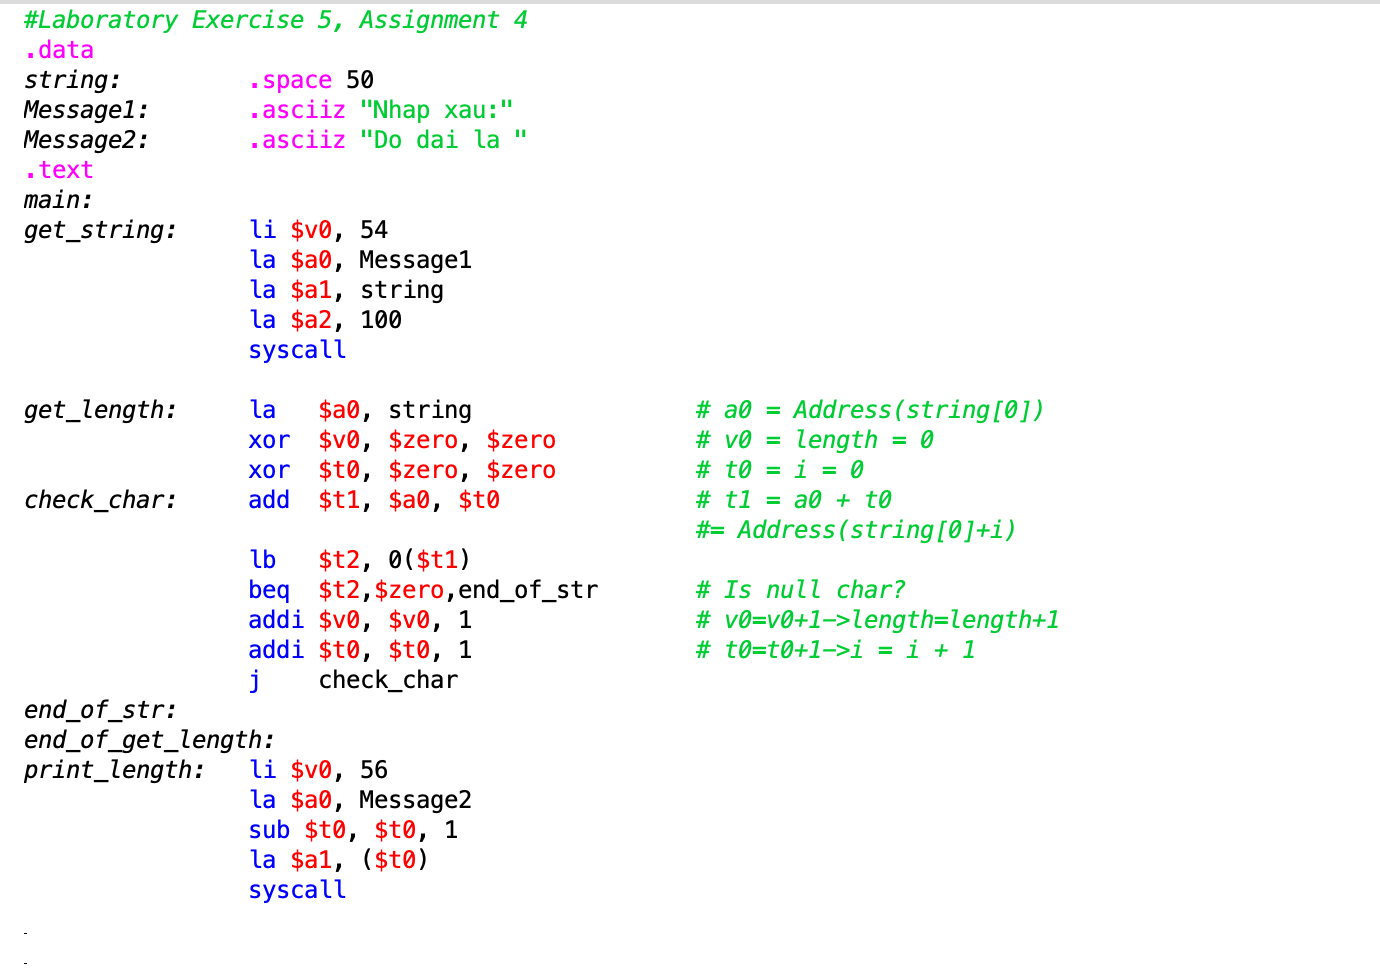 #Laboratory Exercise 5, Assignment 4
.data
string: .space 50
Message1: .asciiz "Nhap xau:"
Message2: .asciiz "Do dai la "
.text
main:
get_string: li $v0, 54
la $a0, Message1
la $a1, string
la $a2, 100
syscall
get_length: la $a0, string # a0 = Address(string[0])
xor $v0, $zero, $zero # v0 = length = 0
xor $t0, $zero, $zero # t0 = i = 0
check_char: add $t1, $a0, $t0 # t1 = a0 + t0
#= Address(string[0]+i)
lb $t2, 0($t1)
beq $t2,$zero,end_of_str # Is null char?
addi $v0, $v0, 1 # v0=v0+1->length=length+1
addi $t0, $t0, 1 # t0=t0+1->i = i + 1
j check_char
end_of_str:
end_of_get_length:
print_length: li $v0, 56
la $a0, Message2
sub $t0, $t0, 1
la $a1, ($t0)
syscall